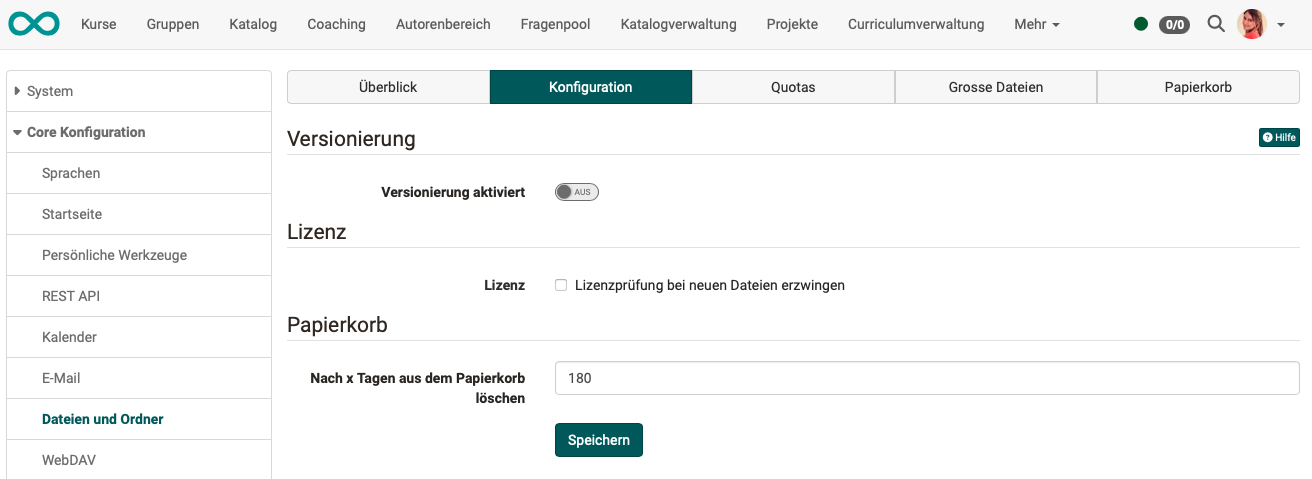 Kurse Gruppen Katalog Coaching Autorenbereich Fragenpool Katalogverwaltung Projekte Curriculumverwaltung Mehr 0/0
System
Core Konfiguration
Sprachen
Startseite
Persönliche Werkzeuge
REST API
Kalender
E-Mail
Dateien und Ordner
WebDAV
Überblick Konfiguration Quotas Grosse Dateien Papierkorb
Versionierung Hilfe
Versionierung aktiviert AUS
Lizenz
Lizenz Lizenzprüfung bei neuen Dateien erzwingen
Papierkorb
Nach x Tagen aus dem Papierkorb 180
löschen
Speichern